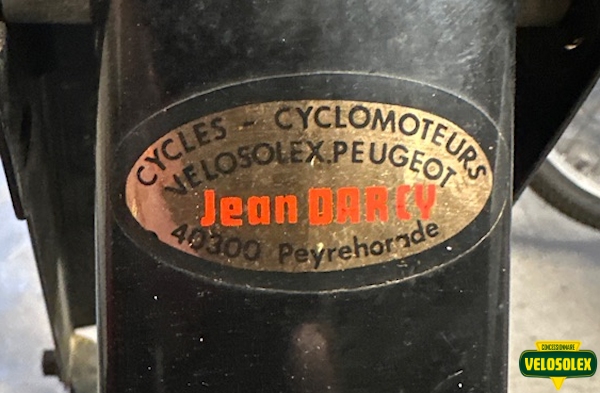 CYCLES - CYCLOMOTEURS
VELOSOLEX.PEUGEOT
Jean DARCY
40300 Peyrehorade
CONCESSIONNAIRE
VELOSOLEX